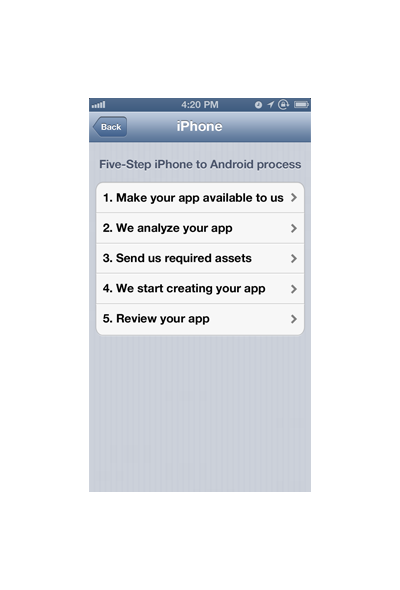 4:20 PM
Back
iPhone
Five-Step iPhone to Android process
1. Make your app available to us
2. We analyze your app
3. Send us required assets
4. We start creating your app
5. Review your app